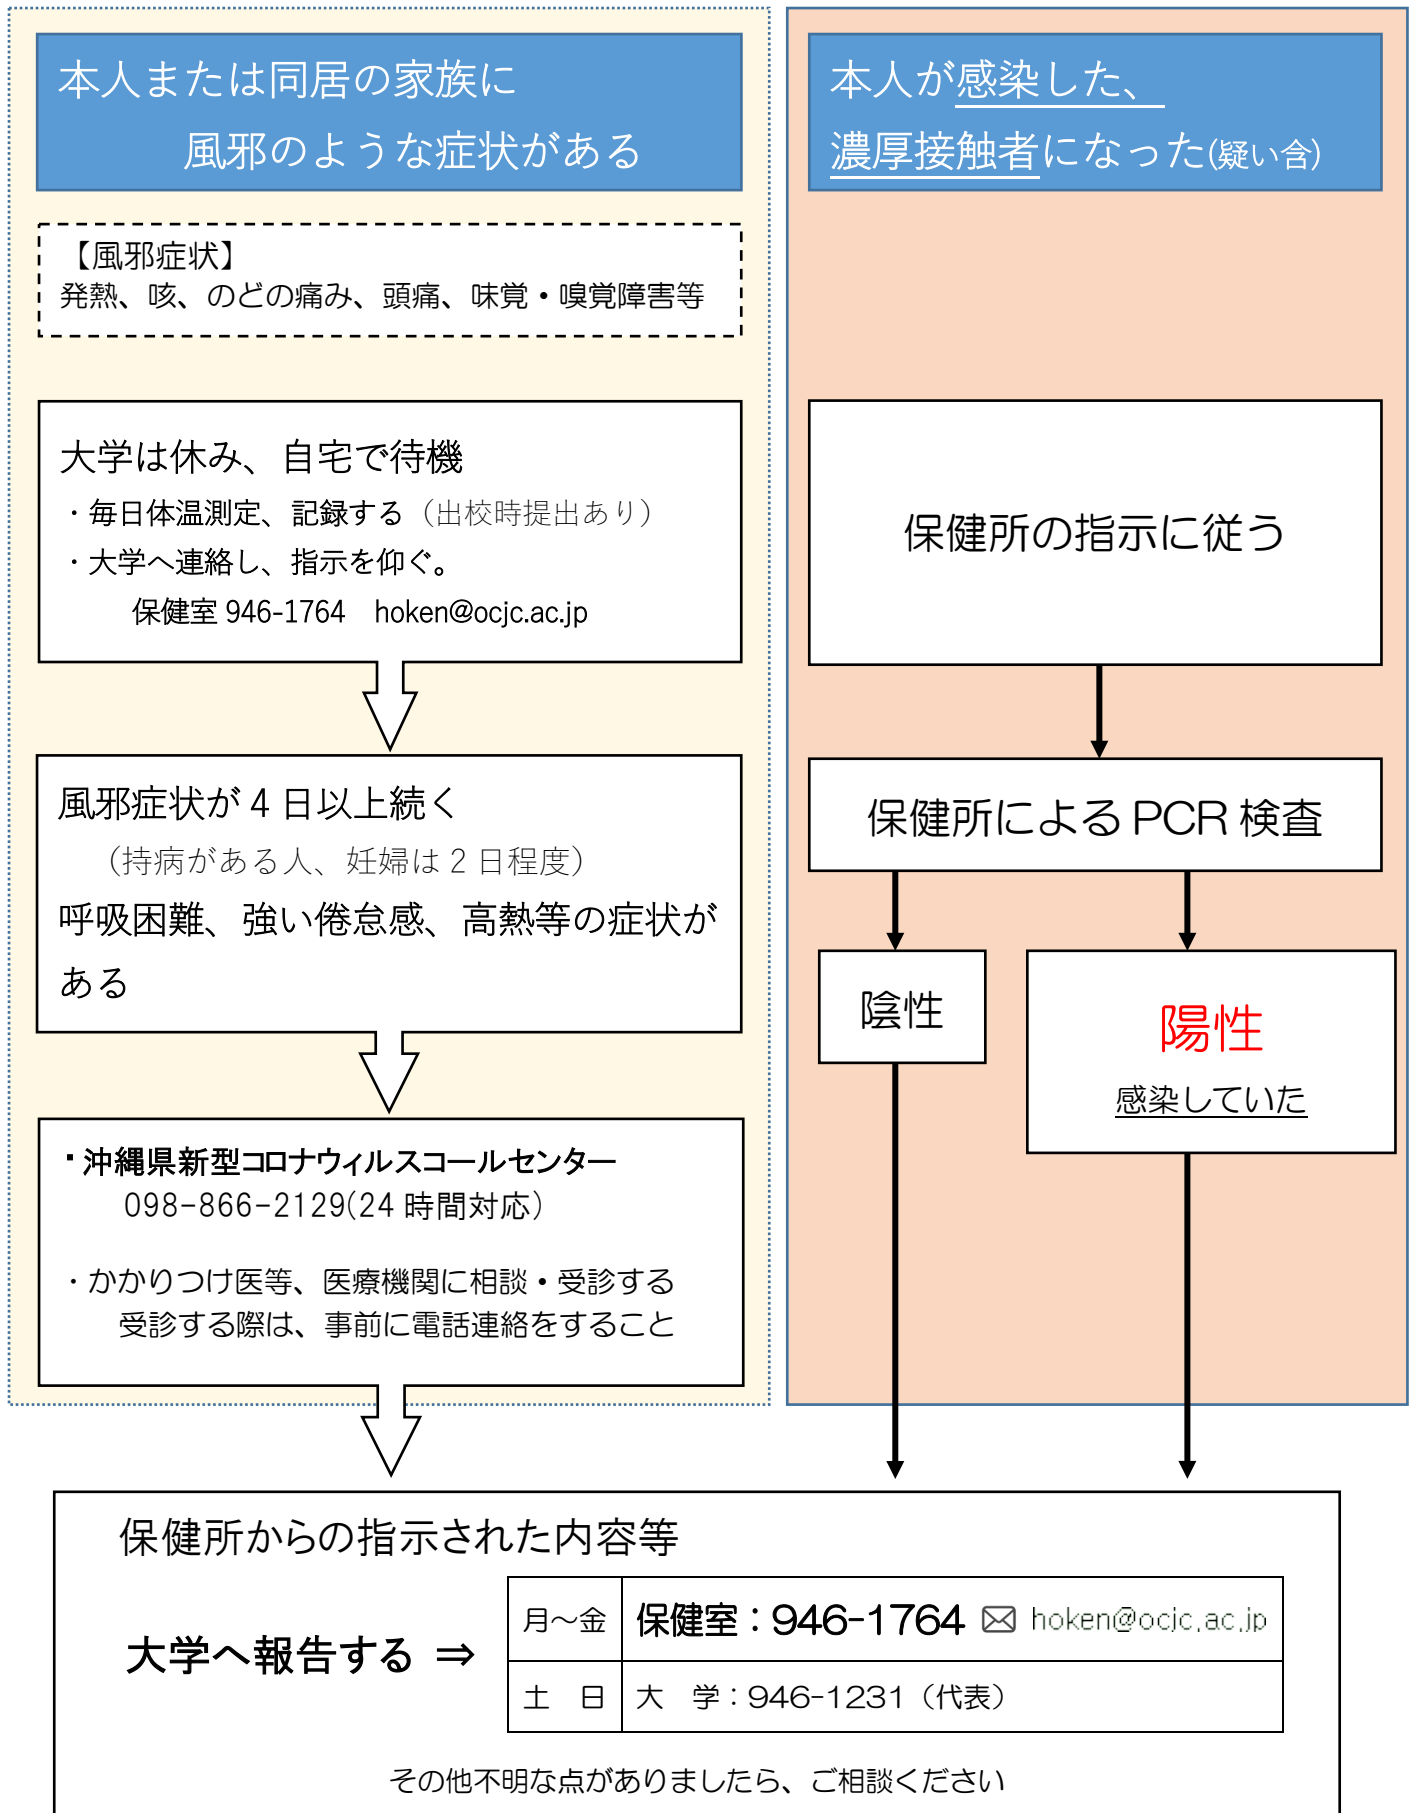 本人または同居の家族に
風邪のような症状がある
【風邪症状】
発熱、咳、のどの痛み、頭痛、味覚・嗅覚障害等
大学は休み、自宅で待機
・毎日体温測定、記録する（出校時提出あり）
・大学へ連絡し、指示を仰ぐ。
保健室 946-1764　hoken@ocjc.ac.jp
風邪症状が 4 日以上続く
（持病がある人、妊婦は 2 日程度）
呼吸困難、強い倦怠感、高熱等の症状が
ある
・沖縄県新型コロナウィルスコールセンター
098-866-2129(24 時間対応）
・かかりつけ医等、医療機関に相談・受診する
受診する際は、事前に電話連絡をすること
本人が感染した、
濃厚接触者になった(疑い含)
保健所の指示に従う
保健所による PCR 検査
陰性
陽性
感染していた
保健所からの指示された内容等
大学へ報告する ⇒
月～金 保健室：946-1764 ✉ hoken@ocjc.ac.jp
土　日 大　学：946-1231（代表）
その他不明な点がありましたら、ご相談ください